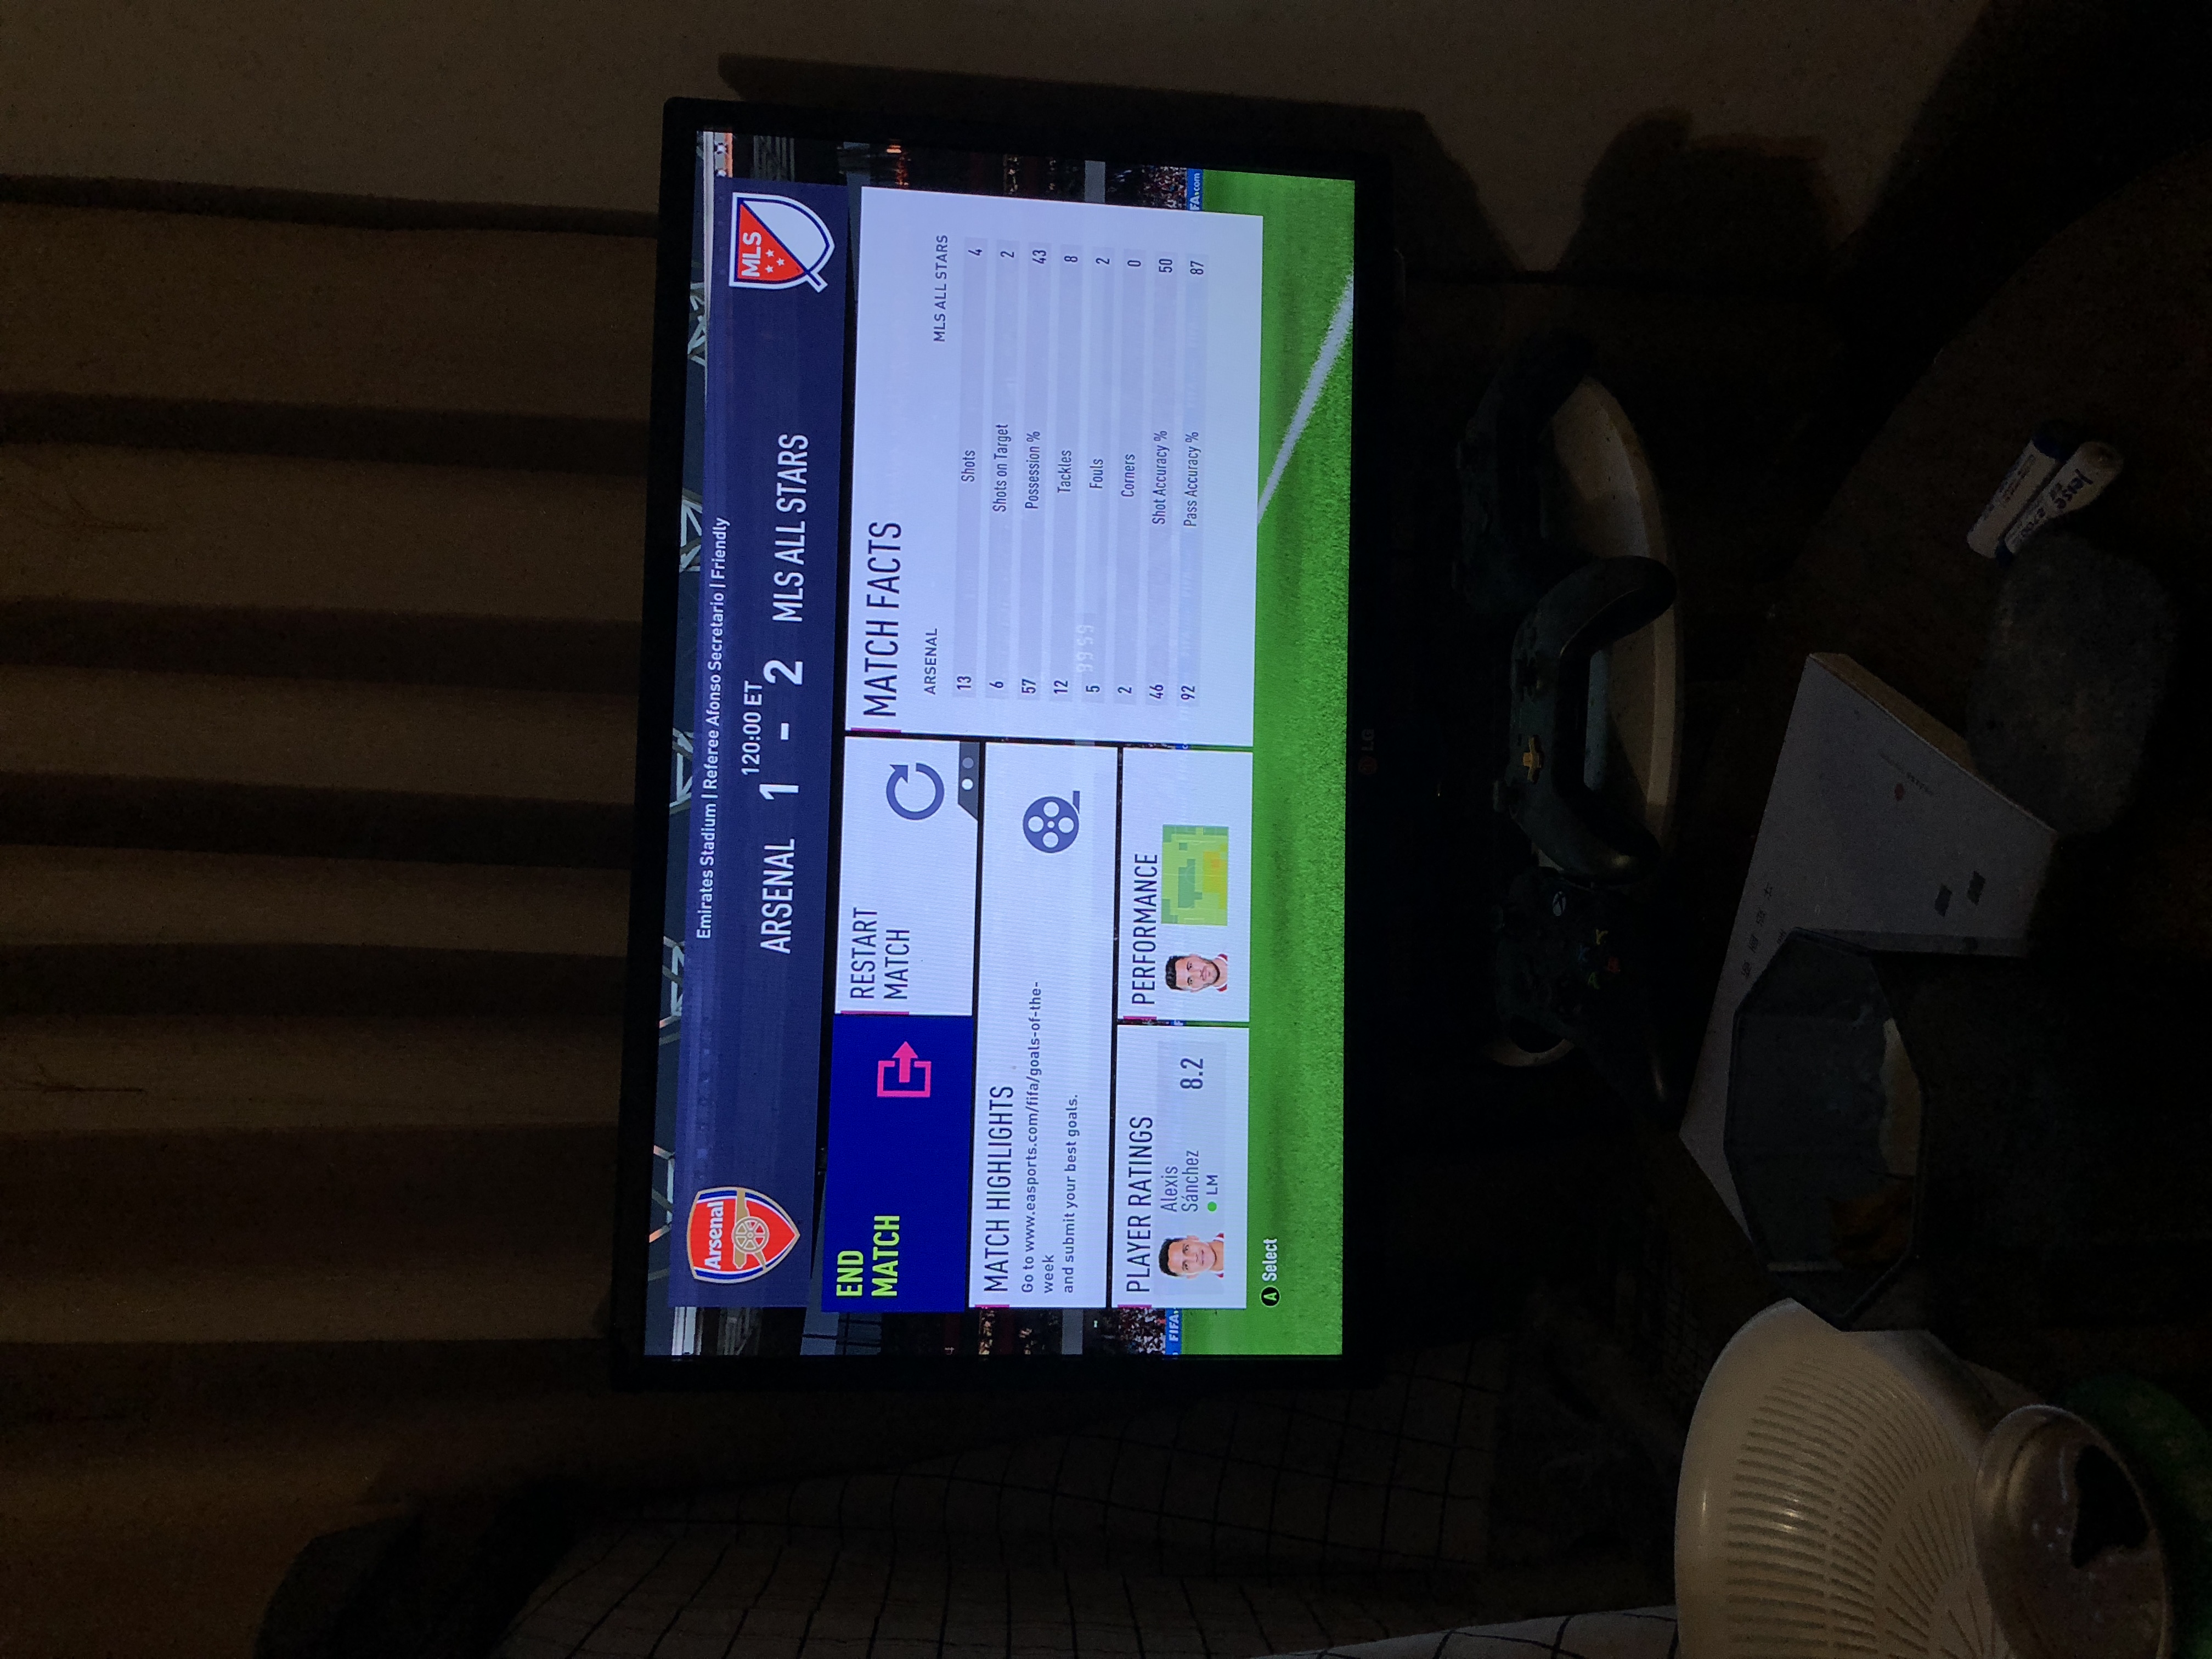 Arsenal
Emirates Stadium | Referee Afonso Secretario | Friendly
120:00 ET
ARSENAL 1 - 2 MLS ALL STARS
MLS
END
MATCH
RESTART
MATCH
MATCH HIGHLIGHTS
Go to www.easports.com/fifa/goals-of-the-
week
and submit your best goals.
PLAYER RATINGS
Alexis
Sánchez
LM
8.2
PERFORMANCE
MATCH FACTS
ARSENAL MLS ALL STARS
13 Shots 4
6 Shots on Target 2
57 Possession % 43
12 Tackles 8
5 Fouls 2
2 Corners 0
46 Shot Accuracy % 50
92 Pass Accuracy % 87
FIFA
FA.com
A Select
LG